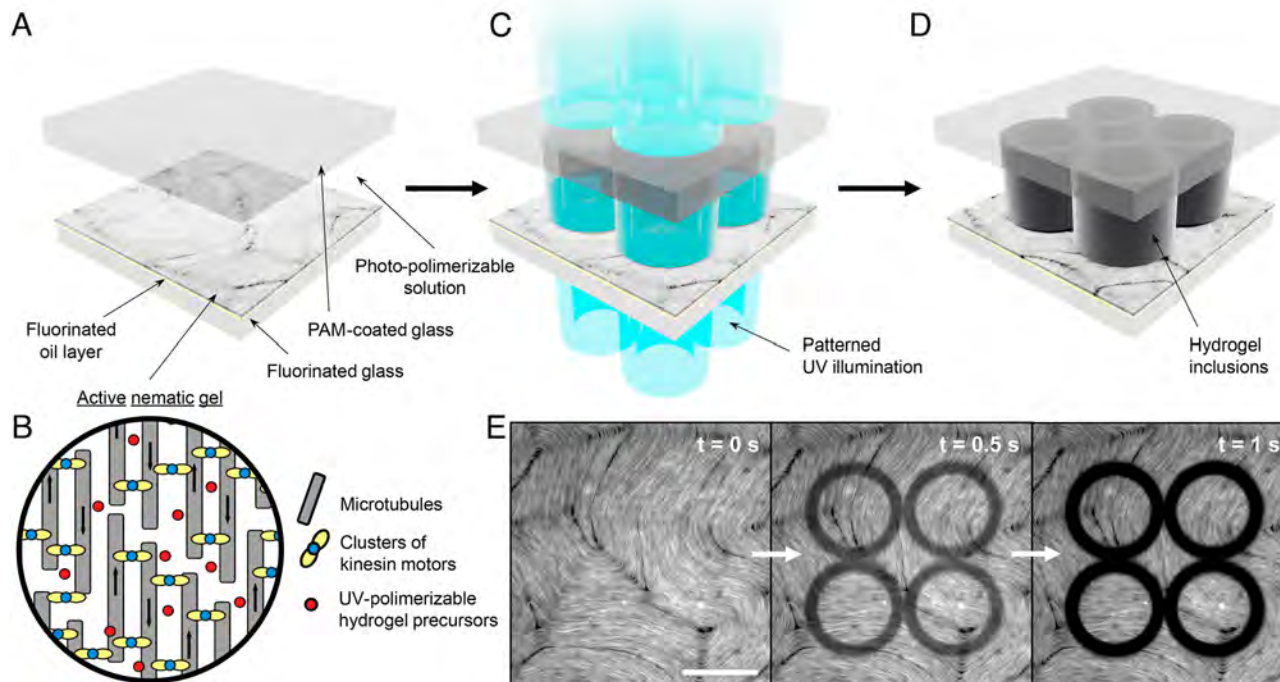 A
C
D
Photo-polimerizable
solution
PAM-coated glass
Fluorinated
oil layer
Fluorinated glass
Active nematic gel
Patterned
UV illumination
Hydrogel
inclusions
B
Microtubules
Clusters of
kinesin motors
UV-polimerizable
hydrogel precursors
E
t = 0 s
t = 0.5 s
t = 1 s